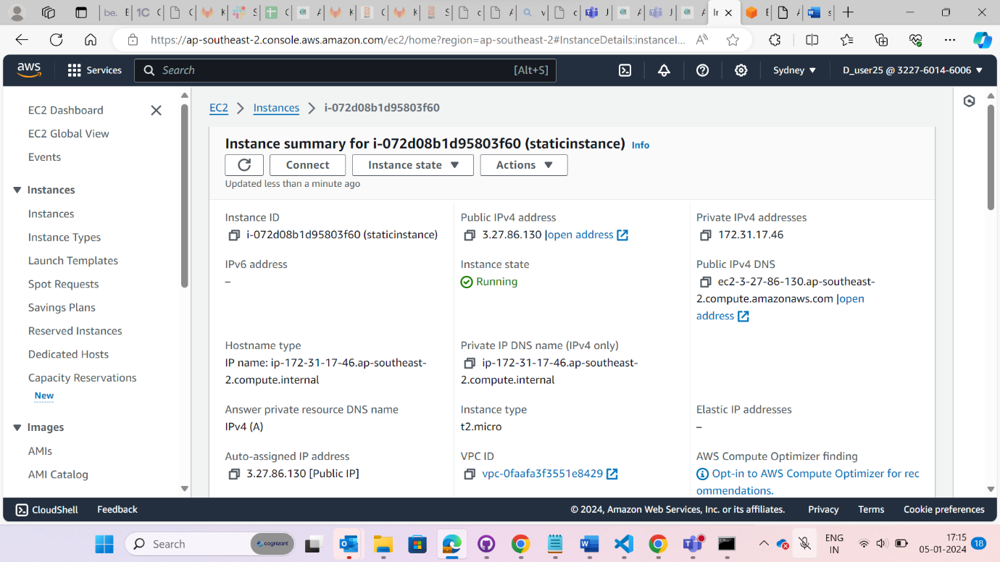 be. E
1C C
C
K
S
C
A
K
C
K
S
c
A
v
c
J
A
J
A
Ir
E
A
s
https://ap-southeast-2.console.aws.amazon.com/ec2/home?region=ap-southeast-2#InstanceDetails:instanceI...
aws
Services
Search
[Alt+S]
Sydney
D_user25 @ 3227-6014-6006
EC2 Dashboard
EC2 Global View
Events
Instances
Instances
Instance Types
Launch Templates
Spot Requests
Savings Plans
Reserved Instances
Dedicated Hosts
Capacity Reservations
New
Images
AMIs
AMI Catalog
EC2 > Instances > i-072d08b1d95803f60
Instance summary for i-072d08b1d95803f60 (staticinstance) Info
Connect
Instance state
Actions
Updated less than a minute ago
Instance ID
i-072d08b1d95803f60 (staticinstance)
Public IPv4 address
3.27.86.130 |open address
Private IPv4 addresses
172.31.17.46
IPv6 address
–
Instance state
Running
Public IPv4 DNS
ec2-3-27-86-130.ap-southeast-
2.compute.amazonaws.com |open
address
Hostname type
IP name: ip-172-31-17-46.ap-southeast-
2.compute.internal
Private IP DNS name (IPv4 only)
ip-172-31-17-46.ap-southeast-
2.compute.internal
Answer private resource DNS name
IPv4 (A)
Instance type
t2.micro
Elastic IP addresses
–
Auto-assigned IP address
3.27.86.130 [Public IP]
VPC ID
vpc-0faafa3f3551e8429
AWS Compute Optimizer finding
Opt-in to AWS Compute Optimizer for rec
ommendations.
CloudShell
Feedback
© 2024, Amazon Web Services, Inc. or its affiliates.
Privacy
Terms
Cookie preferences
Search
cognizant
ENG
IN
17:15
05-01-2024
18